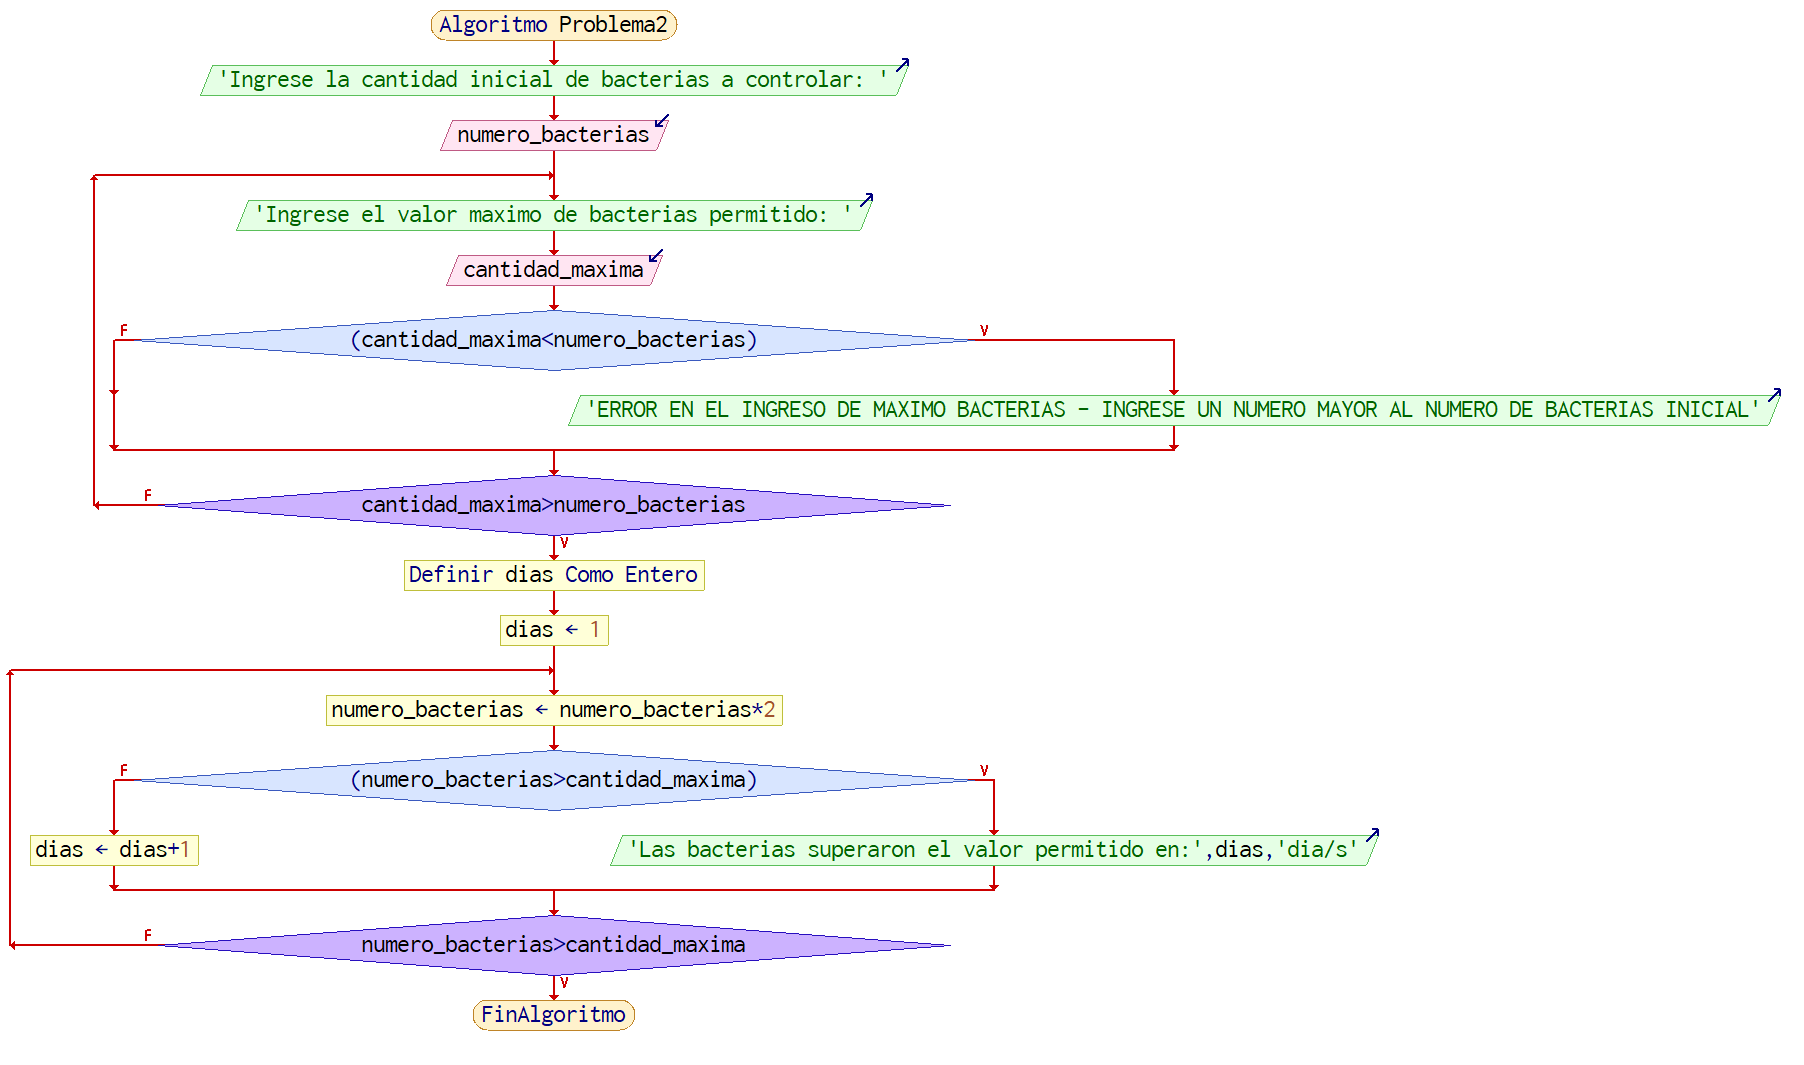 Algoritmo Problema2
'Ingrese la cantidad inicial de bacterias a controlar: '
numero_bacterias
'Ingrese el valor maximo de bacterias permitido: '
cantidad_maxima
F
V
(cantidad_maxima<numero_bacterias)
'ERROR EN EL INGRESO DE MAXIMO BACTERIAS - INGRESE UN NUMERO MAYOR AL NUMERO DE BACTERIAS INICIAL'
F
cantidad_maxima>numero_bacterias
V
Definir dias Como Entero
dias ← 1
numero_bacterias ← numero_bacterias*2
F
V
(numero_bacterias>cantidad_maxima)
dias ← dias+1
'Las bacterias superaron el valor permitido en:',dias,'dia/s'
F
numero_bacterias>cantidad_maxima
V
FinAlgoritmo